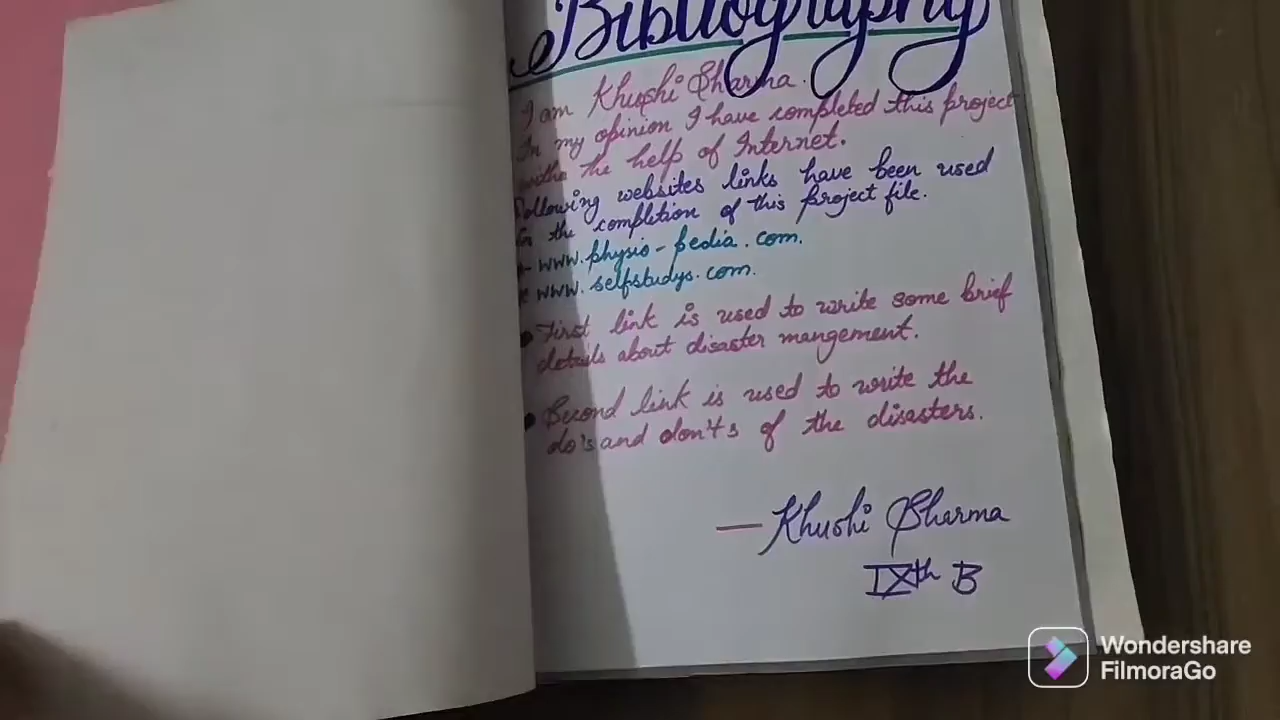 Bibliography
I am Khushi Sharma.
In my opinion I have completed this project
withe the help of Internet.
Following websites links have been used
in the completion of this project file.
www.physio-pedia.com.
www.selfstudys.com.
• First link is used to write some brief
details about disaster mangement.
• Second link is used to write the
do's and don't's of the disasters.
— Khushi Sharma
IXth B
Wondershare
FilmoraGo